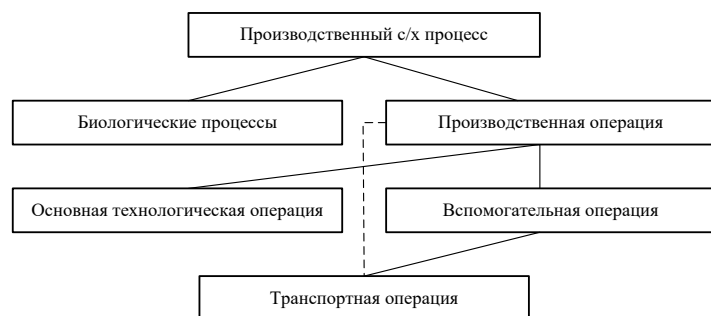 Производственный с/х процесс
Биологические процессы
Производственная операция
Основная технологическая операция
Вспомогательная операция
Транспортная операция